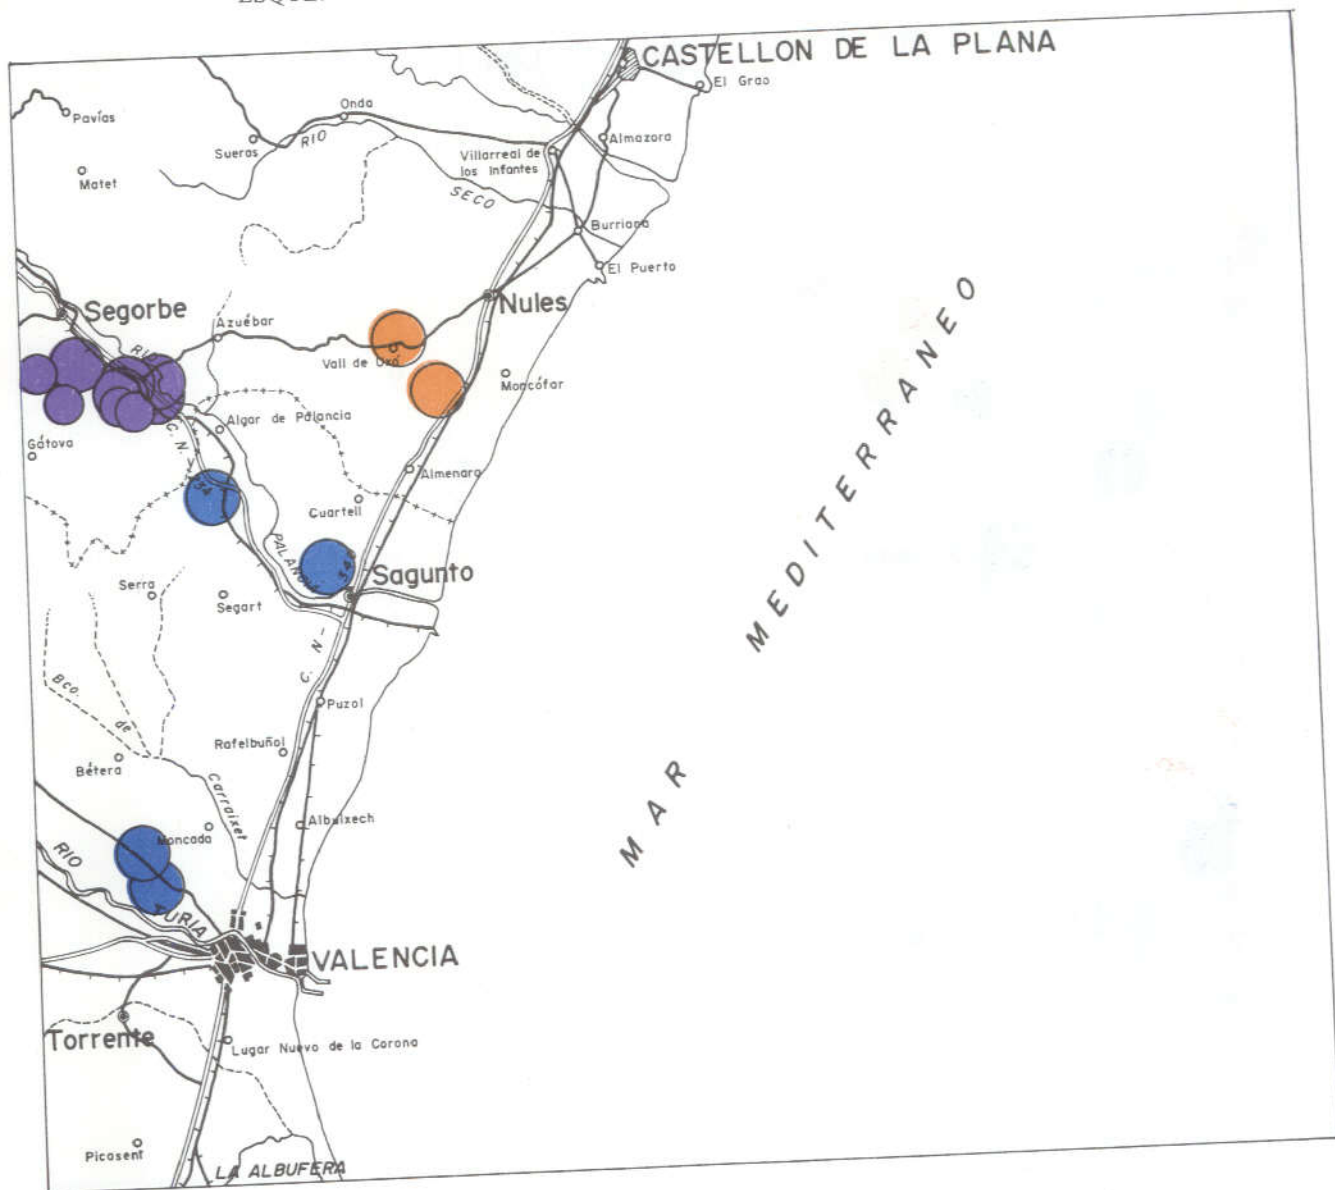 CASTELLON DE LA PLANA
El Grao
Pavías
Onda
Sueras
RIO
Almazora
Villarreal de
los Infantes
Matet
SECO
Burriana
El Puerto
Segorbe
Nules
Azuébar
Vall de Uxó
Moncófar
Algar de Palancia
C. N.
234
Gátova
Almenara
Cuartell
PALANCIA
340
Sagunto
Serra
Segart
C. N-
Puzol
Bco.
de
Carraixet
Rafelbuñol
Bétera
Albuixech
Moncada
RIO
TURIA
VALENCIA
Torrente
Lugar Nuevo de la Corona
Picasent
LA ALBUFERA
MAR MEDITERRANEO